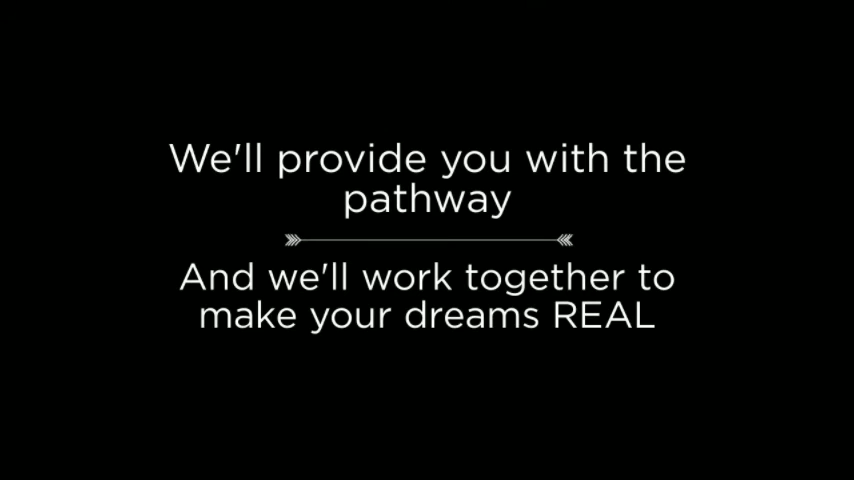 We'll provide you with the
pathway
And we'll work together to
make your dreams REAL